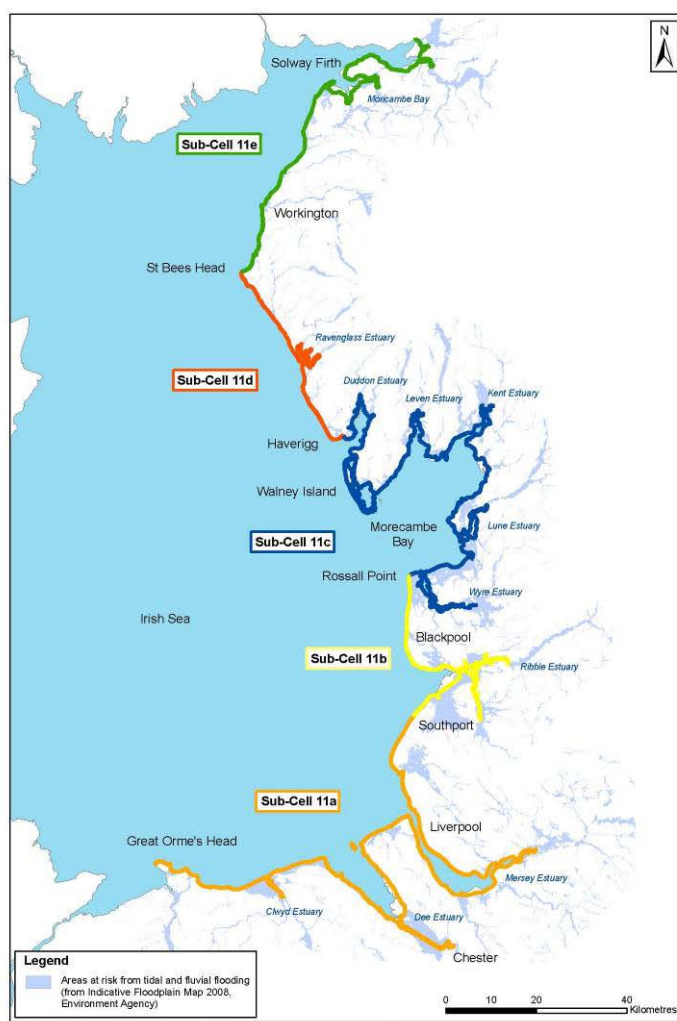 N
Solway Firth
Moricambe Bay
Sub-Cell 11e
Workington
St Bees Head
Ravenglass Estuary
Sub-Cell 11d
Duddon Estuary
Leven Estuary
Kent Estuary
Haverigg
Walney Island
Morecambe
Bay
Lune Estuary
Sub-Cell 11c
Rossall Point
Wyre Estuary
Irish Sea
Blackpool
Sub-Cell 11b
Ribble Estuary
Southport
Sub-Cell 11a
Liverpool
Great Orme's Head
Mersey Estuary
Clwyd Estuary
Dee Estuary
Chester
Legend
Areas at risk from tidal and fluvial flooding
(from Indicative Floodplain Map 2008,
Environment Agency)
0 10 20 40
Kilometres